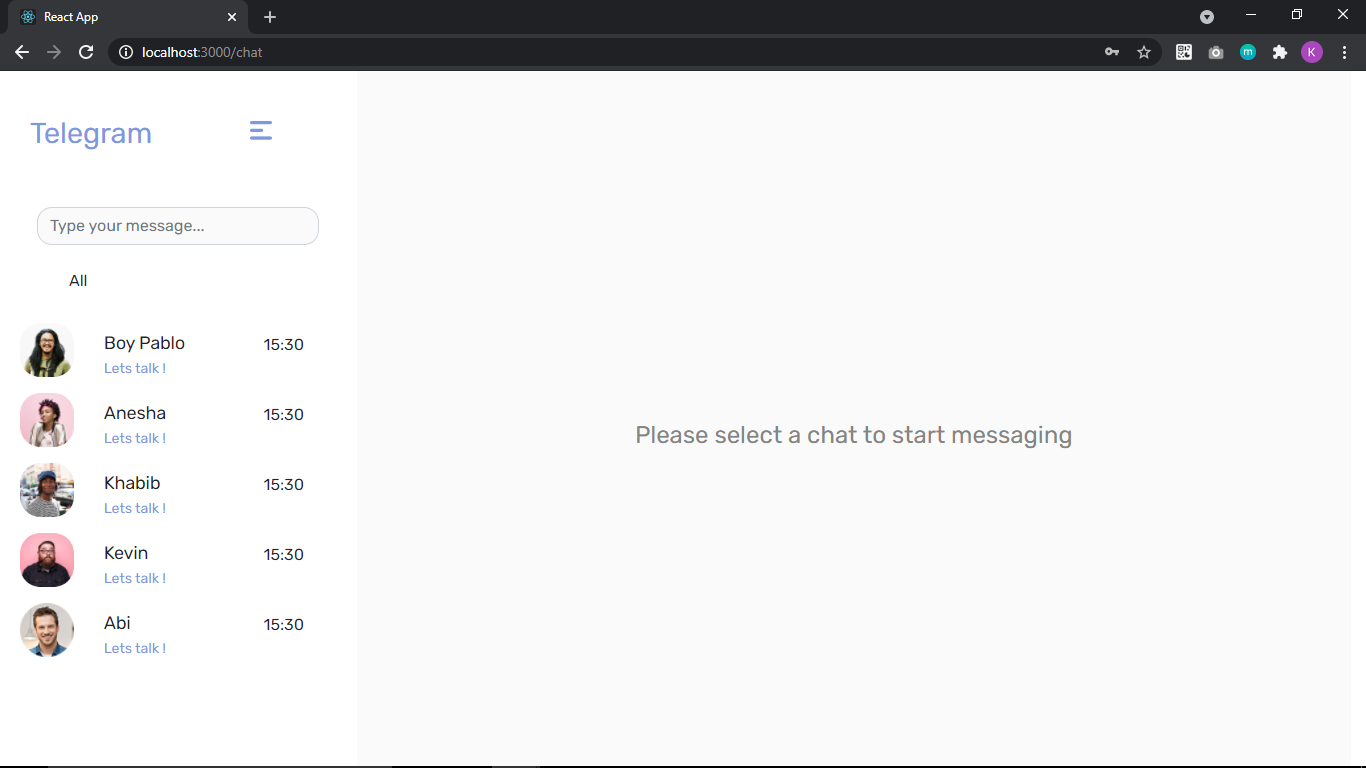 React App
localhost:3000/chat
m
K
Telegram
Type your message...
All
Boy Pablo 15:30
Lets talk !
Anesha 15:30
Lets talk !
Khabib 15:30
Lets talk !
Kevin 15:30
Lets talk !
Abi 15:30
Lets talk !
Please select a chat to start messaging